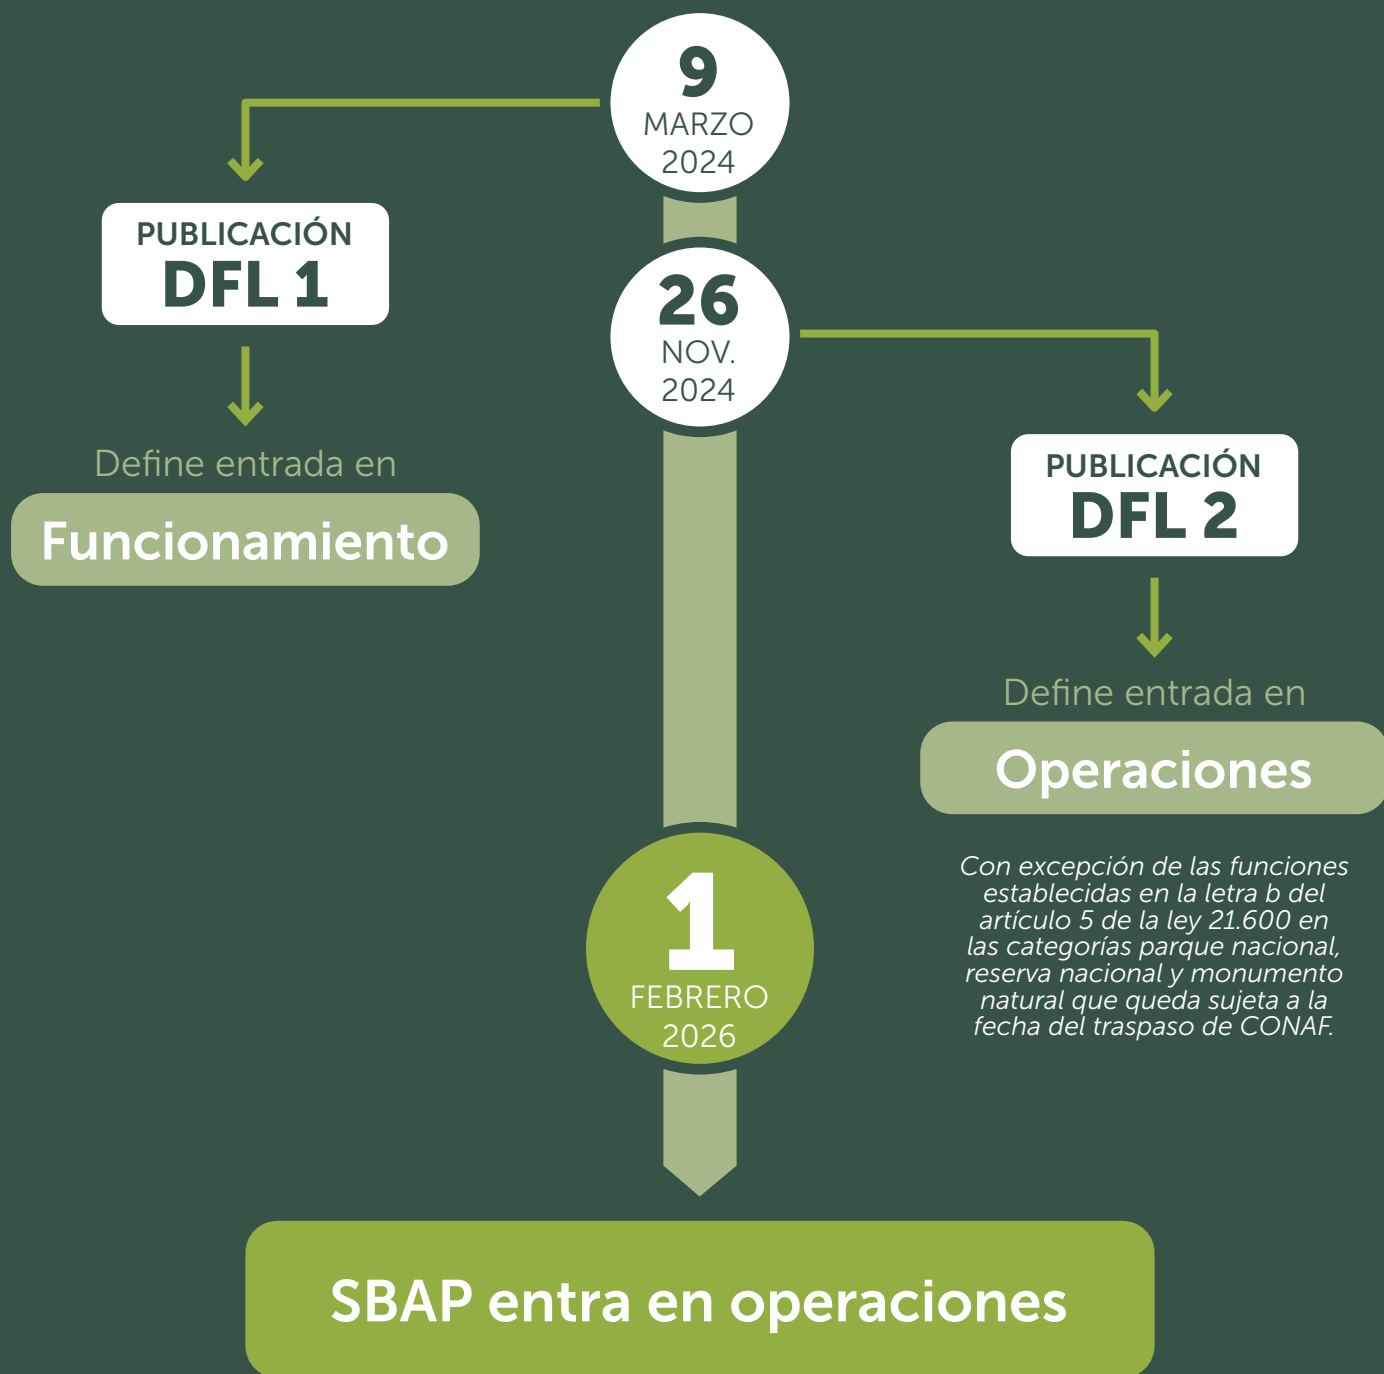 9
MARZO
2024
PUBLICACIÓN
DFL 1
Define entrada en
Funcionamiento
26
NOV.
2024
PUBLICACIÓN
DFL 2
Define entrada en
Operaciones
Con excepción de las funciones
establecidas en la letra b del
artículo 5 de la ley 21.600 en
las categorías parque nacional,
reserva nacional y monumento
natural que queda sujeta a la
fecha del traspaso de CONAF.
1
FEBRERO
2026
SBAP entra en operaciones